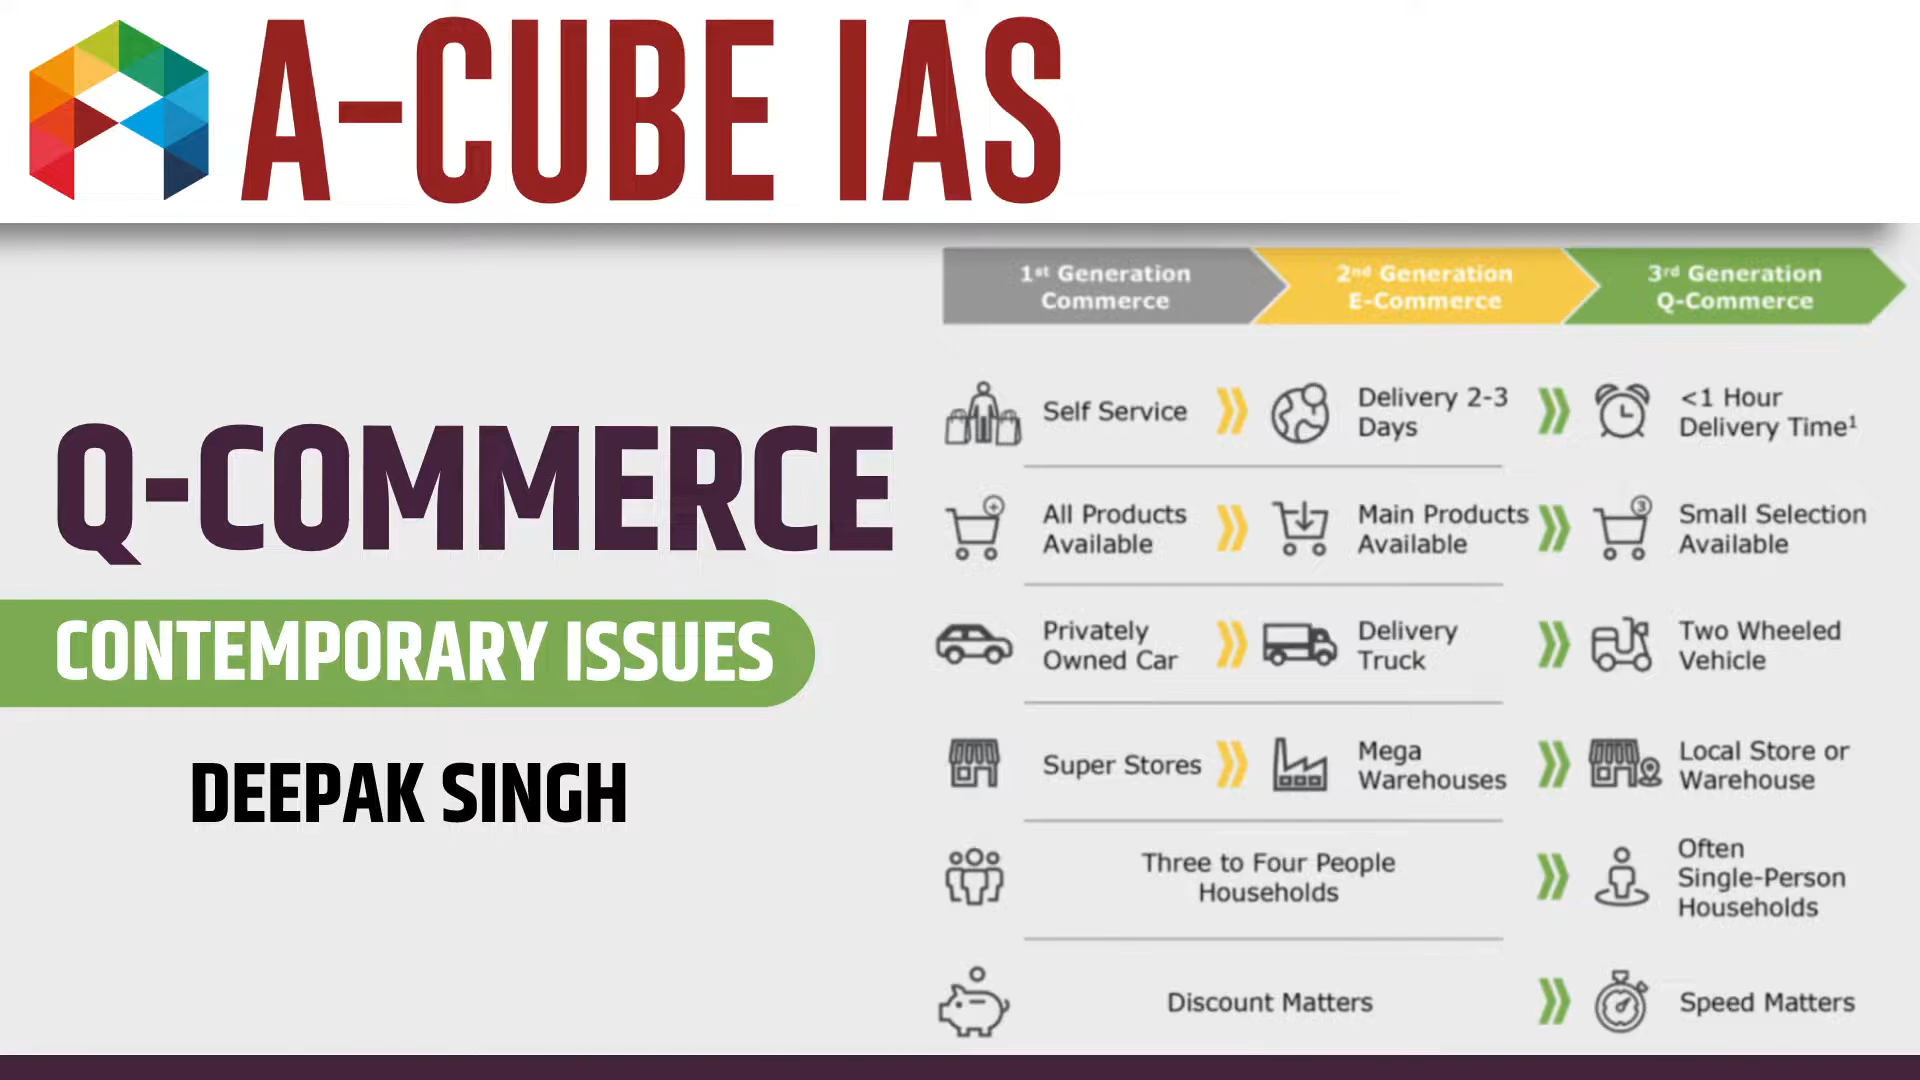 A-CUBE IAS
Q-COMMERCE
CONTEMPORARY ISSUES
DEEPAK SINGH
1st Generation
Commerce
2nd Generation
E-Commerce
3rd Generation
Q-Commerce
Self Service
Delivery 2-3
Days
<1 Hour
Delivery Time¹
All Products
Available
Main Products
Available
3
Small Selection
Available
Privately
Owned Car
Delivery
Truck
Two Wheeled
Vehicle
Super Stores
Mega
Warehouses
Local Store or
Warehouse
Three to Four People
Households
Often
Single-Person
Households
Discount Matters
Speed Matters